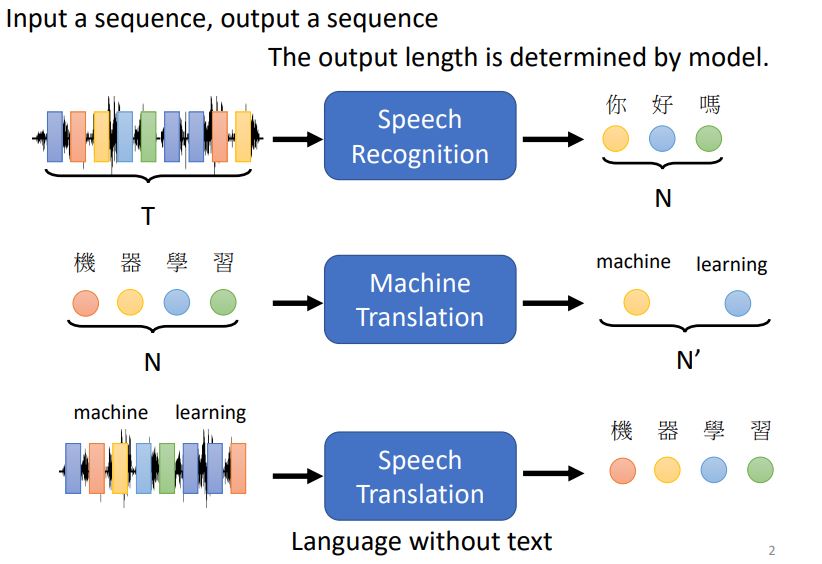 Input a sequence, output a sequence
The output length is determined by model.
Speech
Recognition
你 好 嗎
T
N
機 器 學 習
Machine
Translation
machine learning
N
N’
machine learning
Speech
Translation
機 器 學 習
Language without text
2